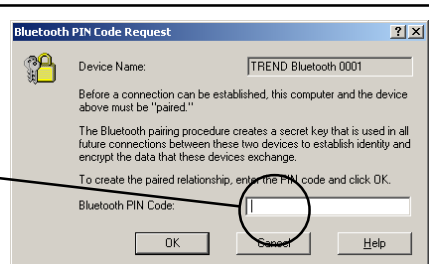 Bluetooth PIN Code Request
Device Name: TREND Bluetooth 0001
Before a connection can be established, this computer and the device
above must be "paired."
The Bluetooth pairing procedure creates a secret key that is used in all
future connections between these two devices to establish identity and
encrypt the data that these devices exchange.
To create the paired relationship, enter the PIN code and click OK.
Bluetooth PIN Code:
OK Cancel Help